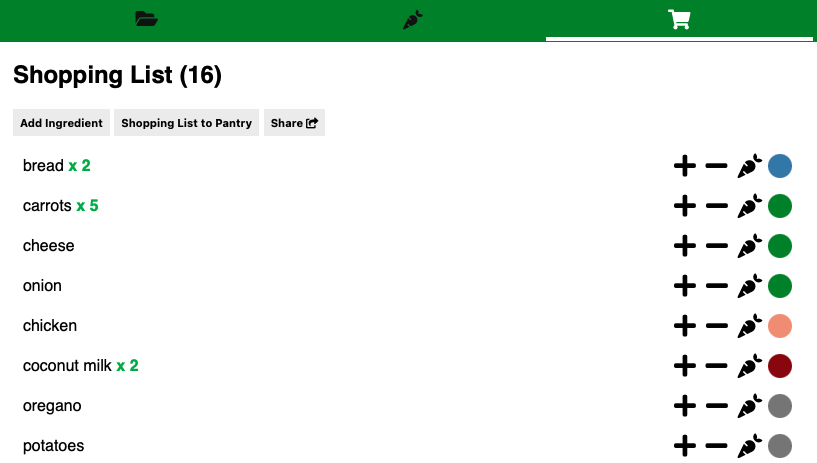 Shopping List (16)
Add Ingredient Shopping List to Pantry Share
bread x 2
carrots x 5
cheese
onion
chicken
coconut milk x 2
oregano
potatoes